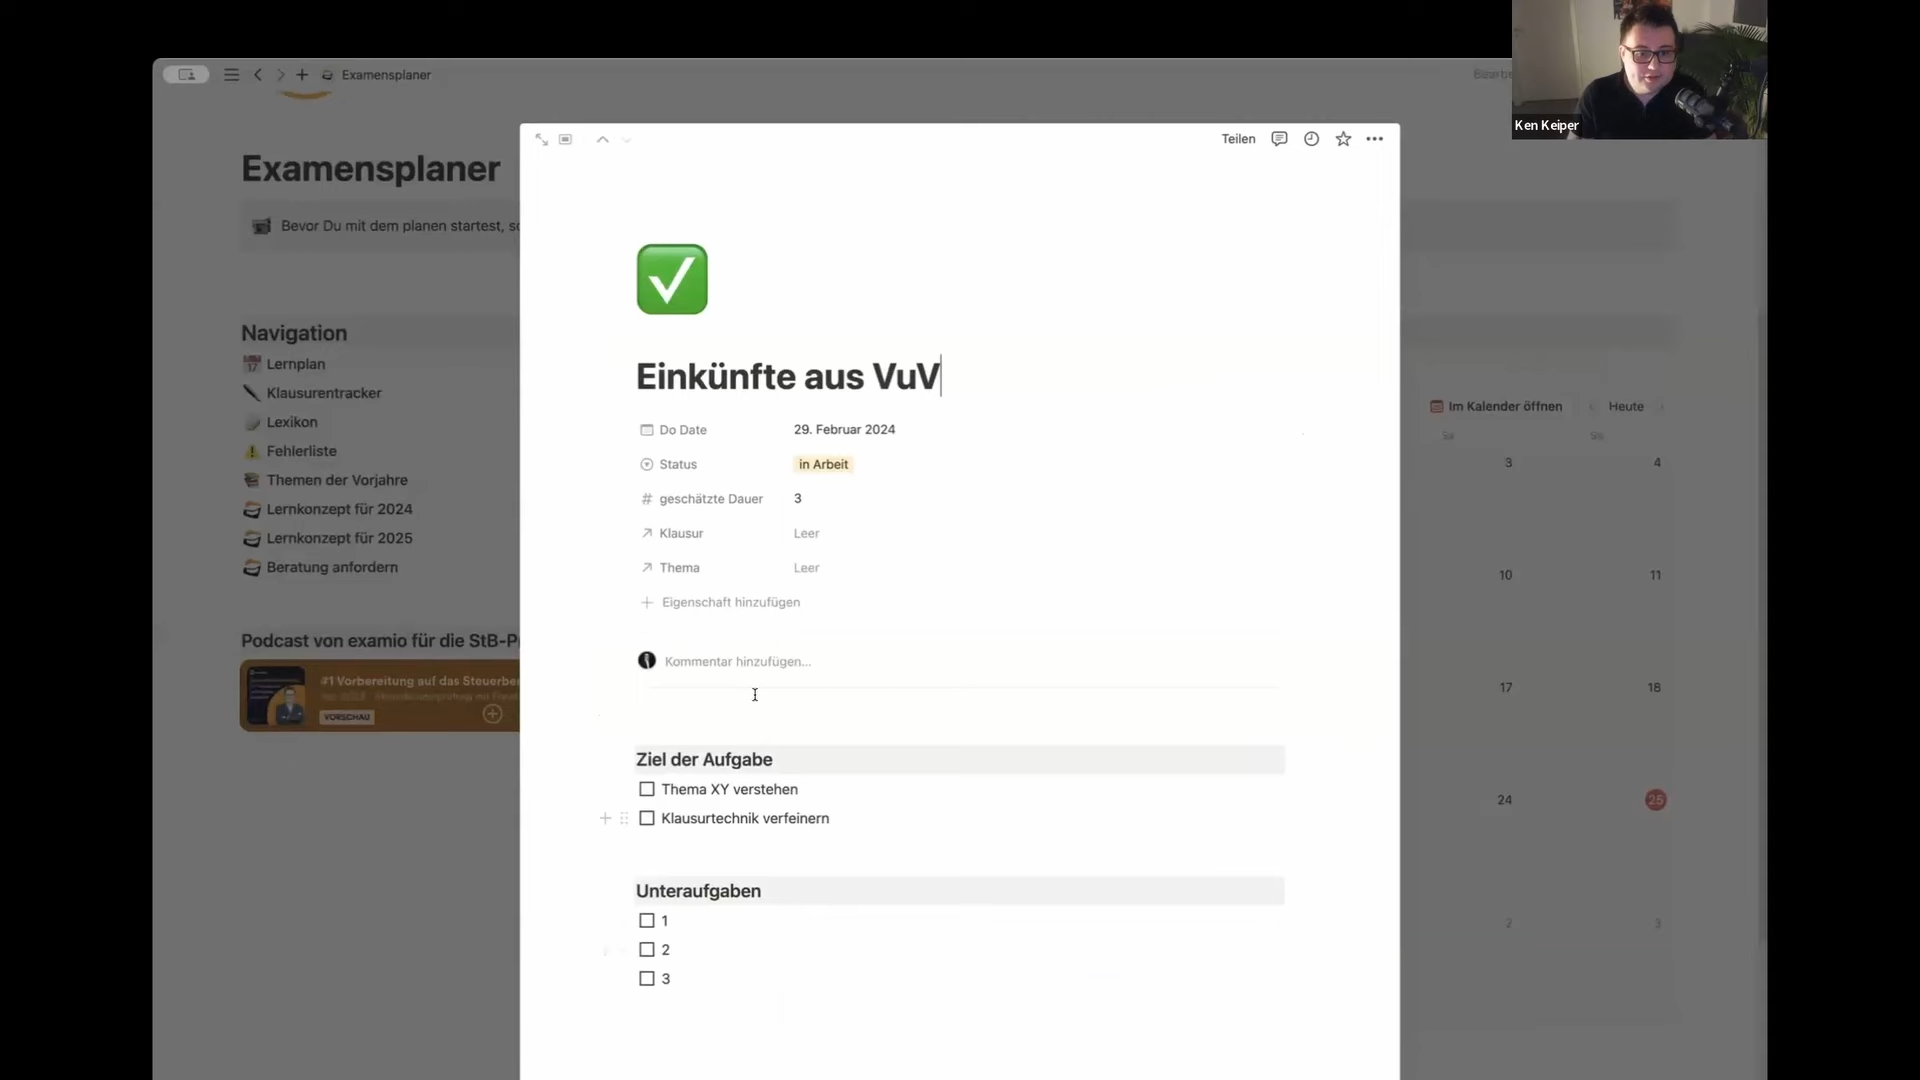 Examensplaner
Ken Keiper
Teilen
Examensplaner
Bevor Du mit dem planen startest,
Navigation
Lernplan
Klausurentracker
Lexikon
Fehlerliste
Themen der Vorjahre
Lernkonzept für 2024
Lernkonzept für 2025
Beratung anfordern
Podcast von examio für die
#1 Vorbereitung auf das
VORSCHAU
Einkünfte aus VuV
Do Date 29. Februar 2024
Status in Arbeit
# geschätzte Dauer 3
Klausur Leer
Thema Leer
Eigenschaft hinzufügen
Kommentar hinzufügen...
Ziel der Aufgabe
Thema XY verstehen
Klausurtechnik verfeinern
Unteraufgaben
1
2
3
Im Kalender öffnen Heute
Sa So
3 4
10 11
17 18
24 25
2 3